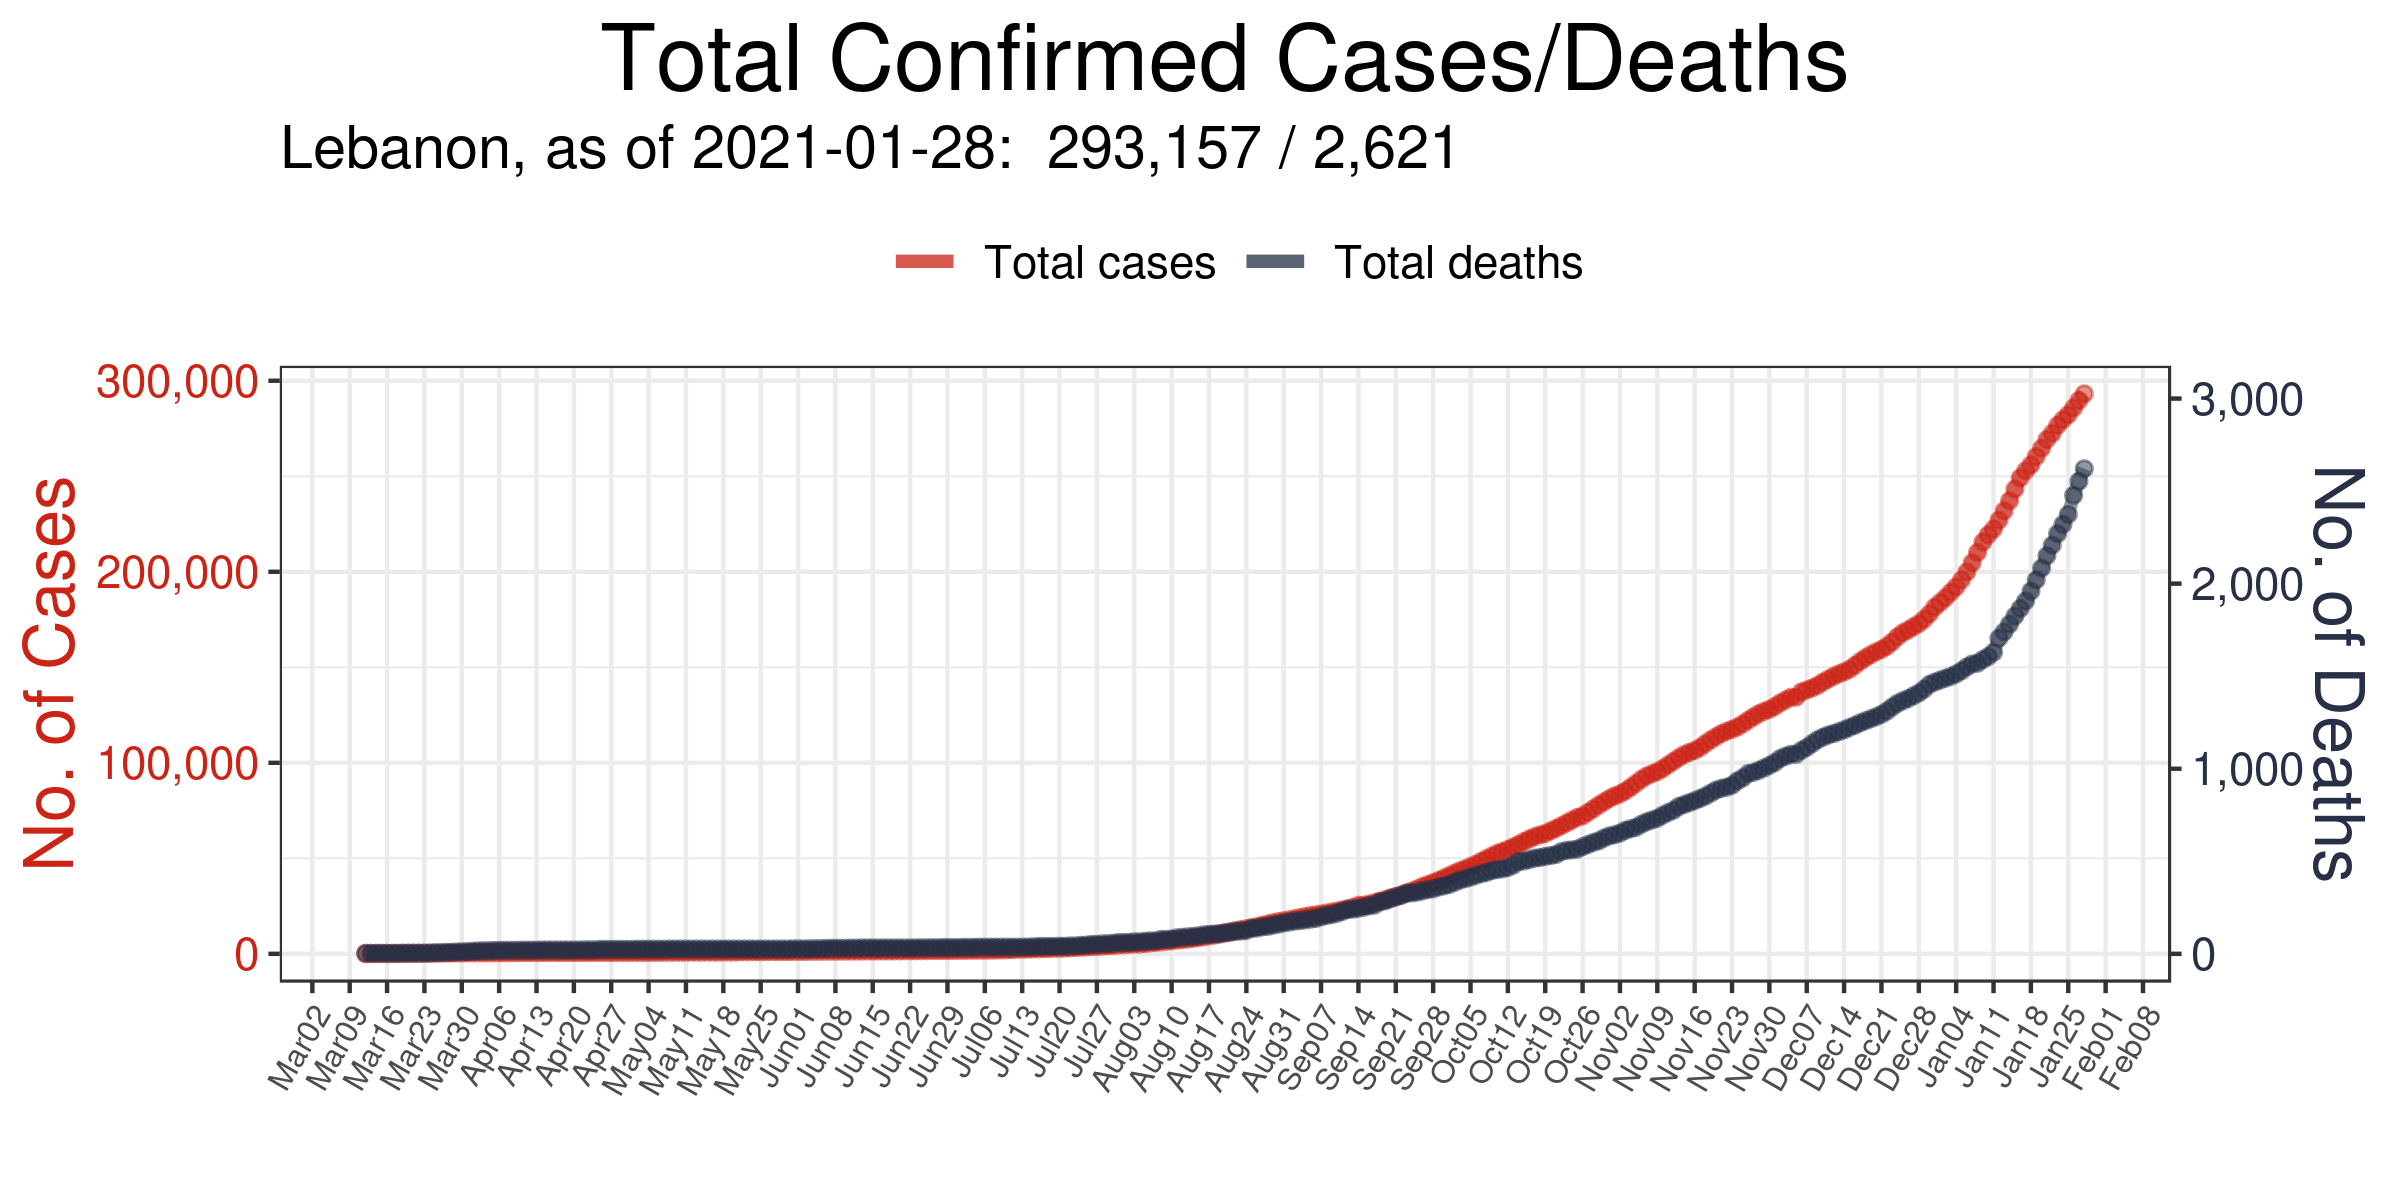 Total Confirmed Cases/Deaths
Lebanon, as of 2021-01-28:  293,157 / 2,621
Total cases
Total deaths
No. of Cases
300,000
200,000
100,000
0
3,000
2,000
1,000
0
No. of Deaths
Mar02
Mar09
Mar16
Mar23
Mar30
Apr06
Apr13
Apr20
Apr27
May04
May11
May18
May25
Jun01
Jun08
Jun15
Jun22
Jun29
Jul06
Jul13
Jul20
Jul27
Aug03
Aug10
Aug17
Aug24
Aug31
Sep07
Sep14
Sep21
Sep28
Oct05
Oct12
Oct19
Oct26
Nov02
Nov09
Nov16
Nov23
Nov30
Dec07
Dec14
Dec21
Dec28
Jan04
Jan11
Jan18
Jan25
Feb01
Feb08